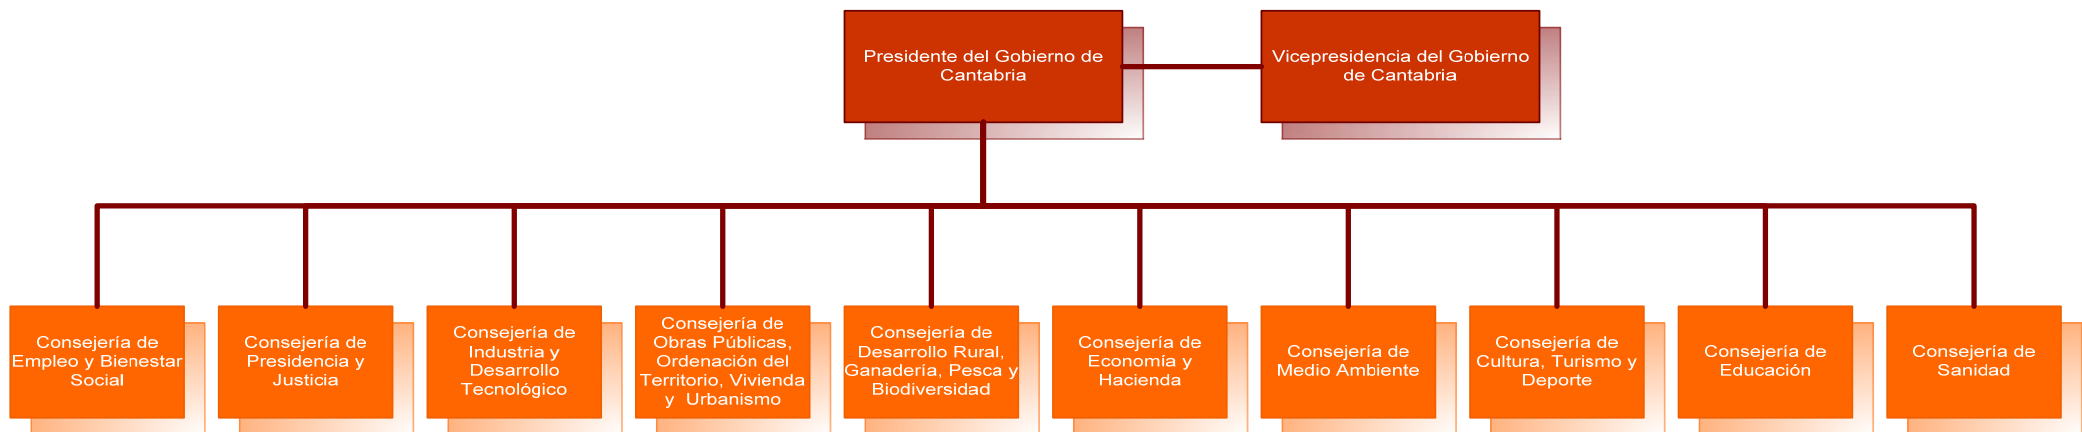 Presidente del Gobierno de
Cantabria
Vicepresidencia del Gobierno
de Cantabria
Consejería de
Empleo y Bienestar
Social
Consejería de
Presidencia y
Justicia
Consejería de
Industria y
Desarrollo
Tecnológico
Consejería de
Obras Públicas,
Ordenación del
Territorio, Vivienda
y Urbanismo
Consejería de
Desarrollo Rural,
Ganadería, Pesca y
Biodiversidad
Consejería de
Economía y
Hacienda
Consejería de
Medio Ambiente
Consejería de
Cultura, Turismo y
Deporte
Consejería de
Educación
Consejería de
Sanidad